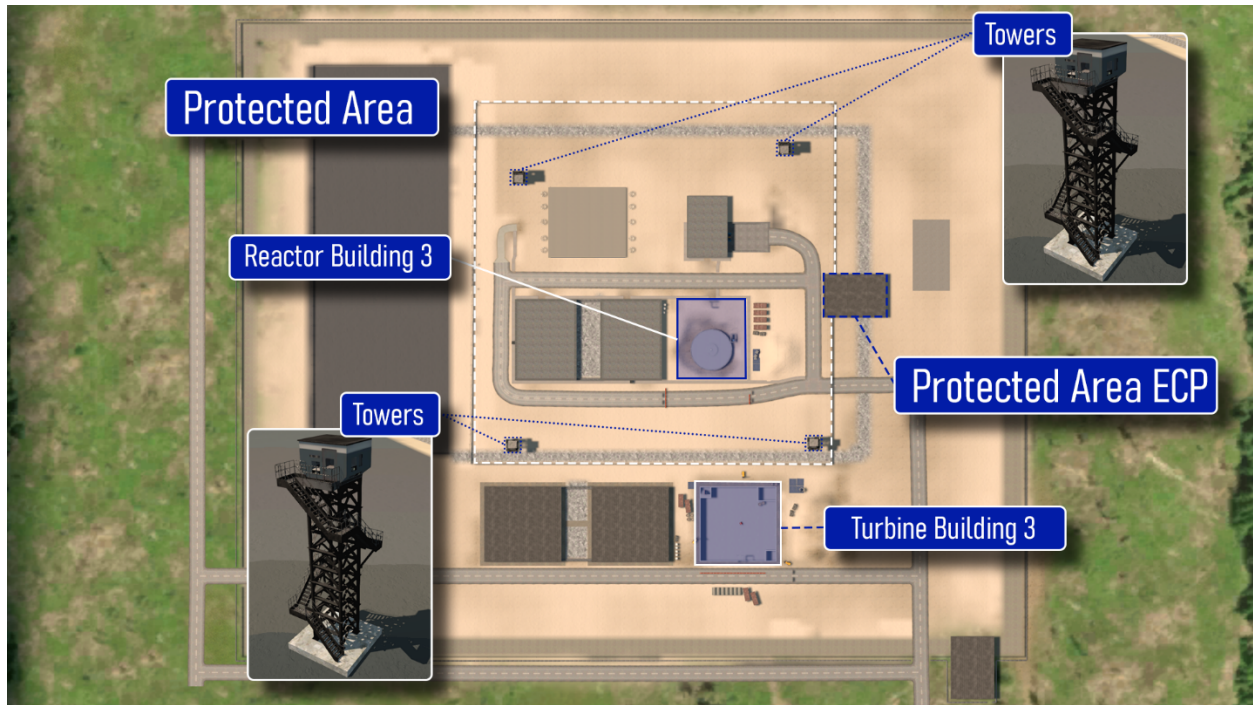 Towers
Protected Area
Reactor Building 3
Protected Area ECP
Towers
Turbine Building 3